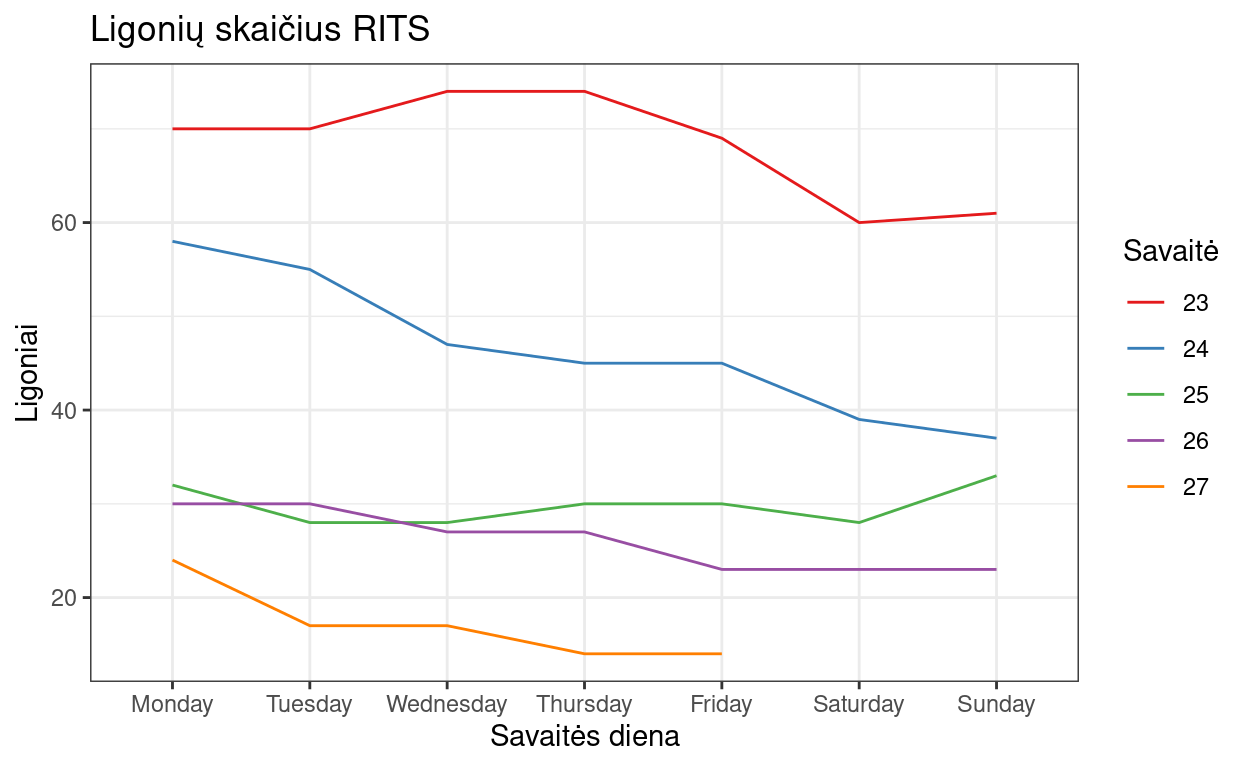 Ligonių skaičius RITS
Ligoniai
60
40
20
Monday Tuesday Wednesday Thursday Friday Saturday Sunday
Savaitės diena
Savaitė
23
24
25
26
27